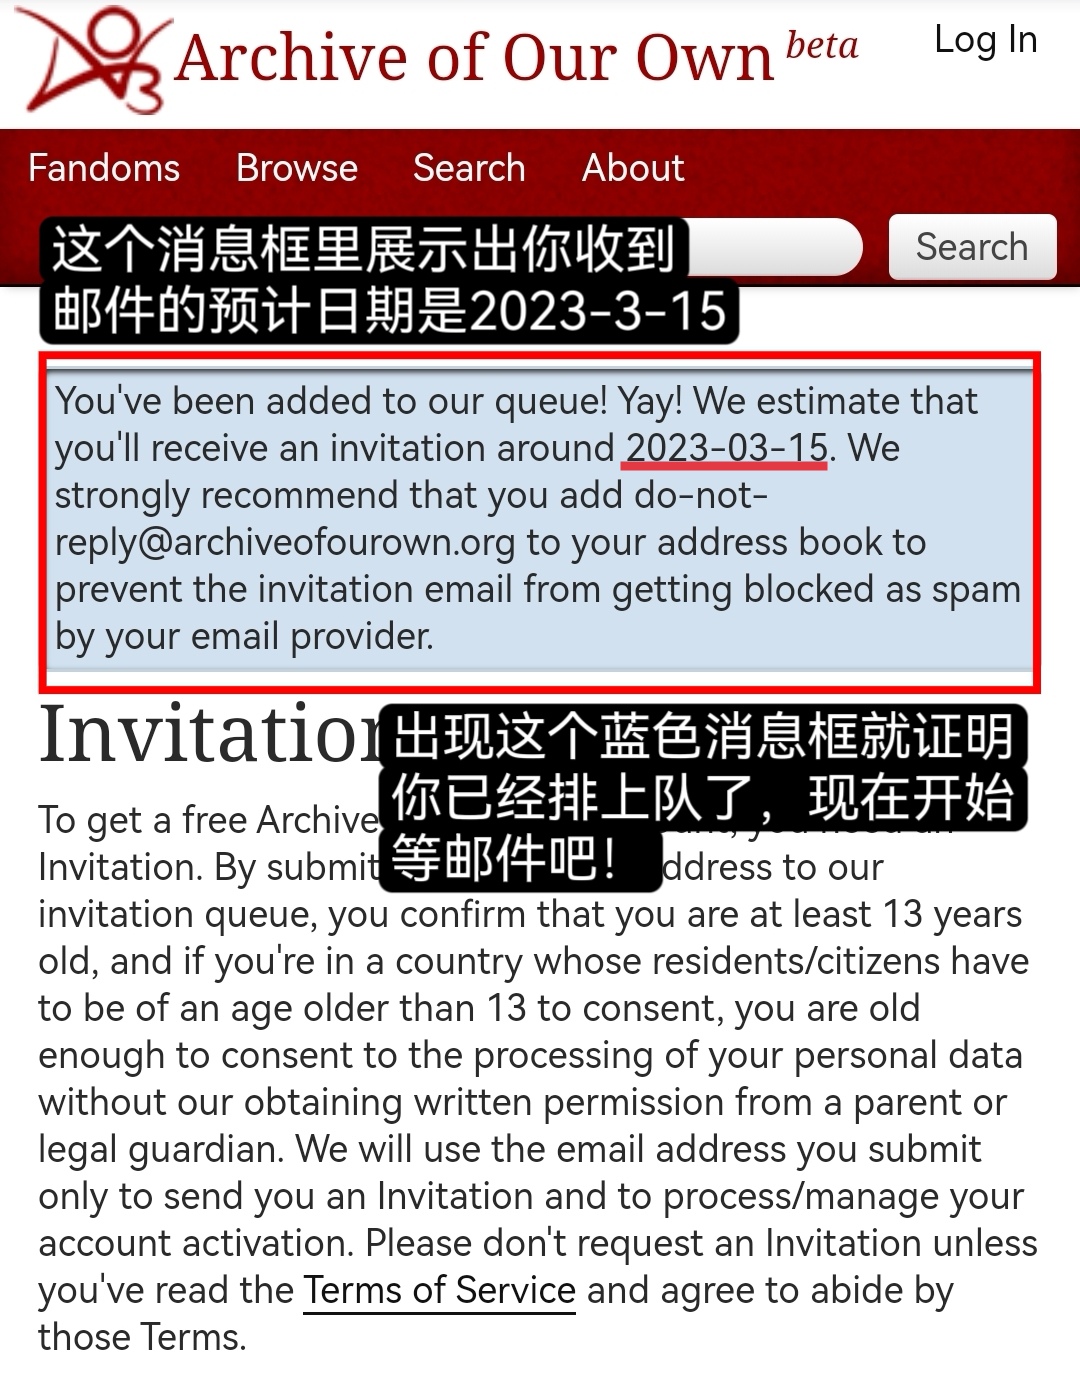 Archive of Our Own beta
Log In
Fandoms Browse Search About
Search
这个消息框里展示出你收到
邮件的预计日期是2023-3-15
You've been added to our queue! Yay! We estimate that
you'll receive an invitation around 2023-03-15. We
strongly recommend that you add do-not-
reply@archiveofourown.org to your address book to
prevent the invitation email from getting blocked as spam
by your email provider.
出现这个蓝色消息框就证明
你已经排上队了，现在开始
等邮件吧！
To get a free Archive
Invitation. By submit ddress to our
invitation queue, you confirm that you are at least 13 years
old, and if you're in a country whose residents/citizens have
to be of an age older than 13 to consent, you are old
enough to consent to the processing of your personal data
without our obtaining written permission from a parent or
legal guardian. We will use the email address you submit
only to send you an Invitation and to process/manage your
account activation. Please don't request an Invitation unless
you've read the Terms of Service and agree to abide by
those Terms.